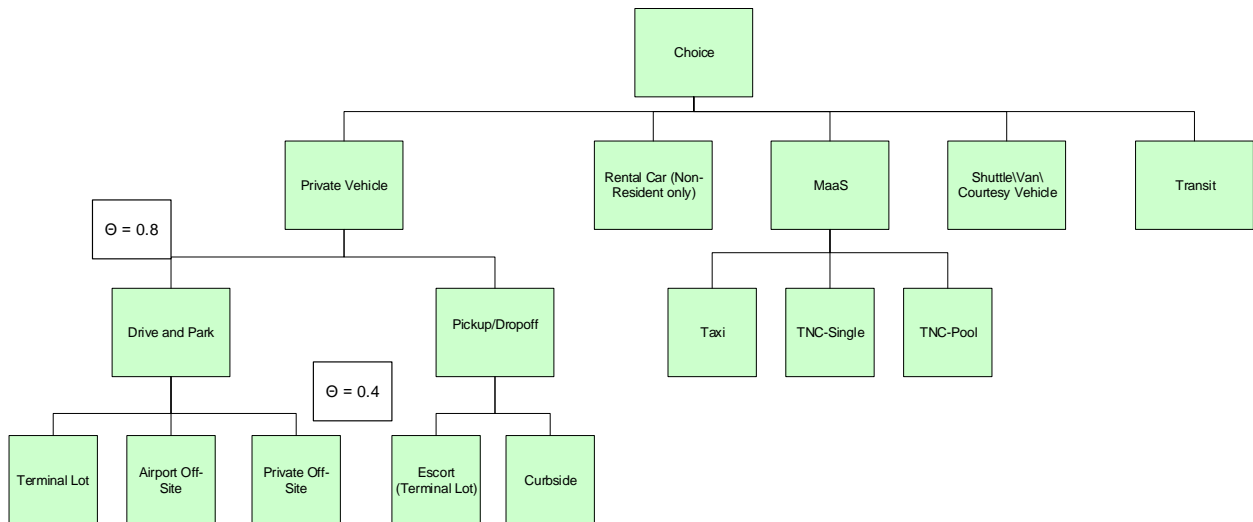 Choice
Private Vehicle
Rental Car (Non-
Resident only)
MaaS
Shuttle\Van\
Courtesy Vehicle
Transit
Θ = 0.8
Drive and Park
Pickup/Dropoff
Taxi
TNC-Single
TNC-Pool
Θ = 0.4
Terminal Lot
Airport Off-
Site
Private Off-
Site
Escort
(Terminal Lot)
Curbside